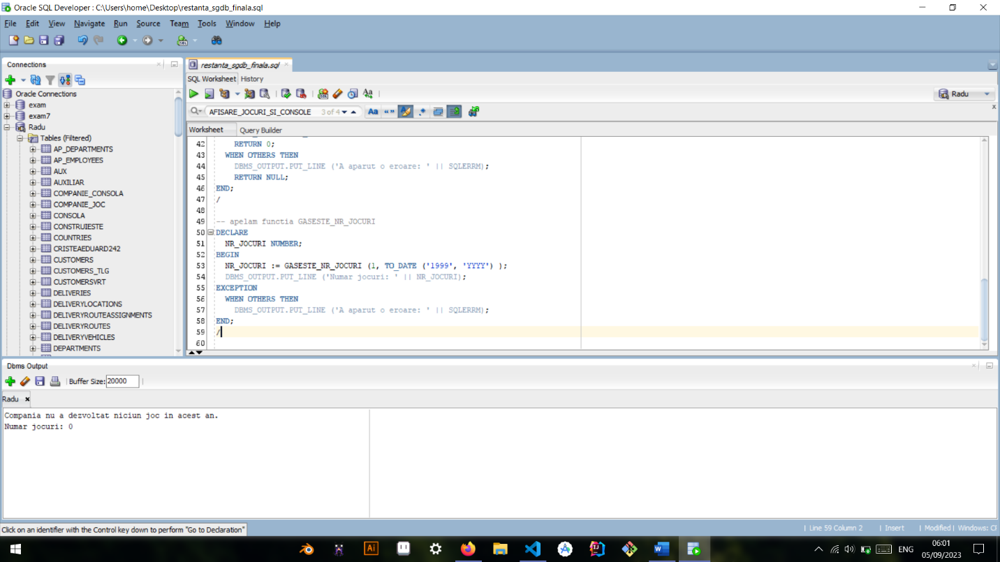 Oracle SQL Developer : C:\Users\home\Desktop\restanta_sgdb_finala.sql
File Edit View Navigate Run Source Team Tools Window Help
Connections
Oracle Connections
exam
exam7
Radu
Tables (Filtered)
AP_DEPARTMENTS
AP_EMPLOYEES
AUX
AUXILIAR
COMPANIE_CONSOLA
COMPANIE_JOC
CONSOLA
CONSTRUIESTE
COUNTRIES
CRISTEAEDUARD242
CUSTOMERS
CUSTOMERS_TLG
CUSTOMERSVRT
DELIVERIES
DELIVERYLOCATIONS
DELIVERYROUTEASSIGNMENTS
DELIVERYROUTES
DELIVERYVEHICLES
DEPARTMENTS
restanta_sgdb_finala.sql
SQL Worksheet History
Radu
AFISARE_JOCURI_SI_CONSOLE 3 of 4
Worksheet Query Builder
42 RETURN 0;
43 WHEN OTHERS THEN
44 DBMS_OUTPUT.PUT_LINE ('A aparut o eroare: ' || SQLERRM);
45 RETURN NULL;
46 END;
47 /
48
49 -- apelam functia GASESTE_NR_JOCURI
50 DECLARE
51 NR_JOCURI NUMBER;
52 BEGIN
53 NR_JOCURI := GASESTE_NR_JOCURI (1, TO_DATE ('1999', 'YYYY') );
54 DBMS_OUTPUT.PUT_LINE ('Numar jocuri: ' || NR_JOCURI);
55 EXCEPTION
56 WHEN OTHERS THEN
57 DBMS_OUTPUT.PUT_LINE ('A aparut o eroare: ' || SQLERRM);
58 END;
59 /
60
Dbms Output
Buffer Size: 20000
Radu
Compania nu a dezvoltat niciun joc in acest an.
Numar jocuri: 0
Click on an identifier with the Control key down to perform "Go to Declaration"
Line 59 Column 2 | Insert | Modified | Windows:
ENG
06:01
05/09/2023